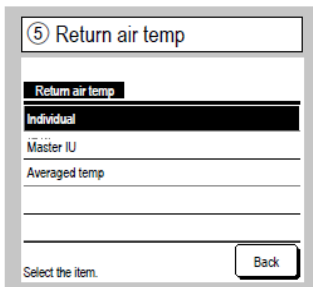 ⑤ Return air temp
Return air temp
Individual
Master IU
Averaged temp
Select the item.
Back